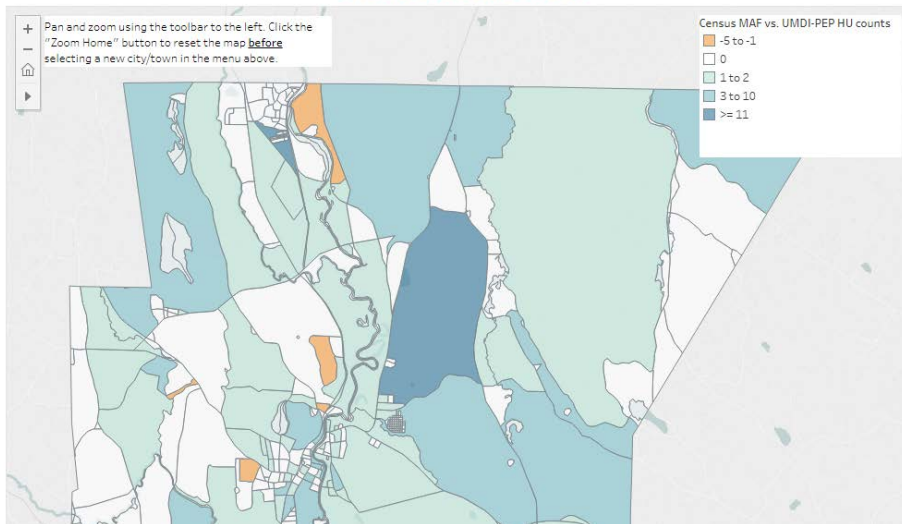 Pan and zoom using the toolbar to the left. Click the
"Zoom Home" button to reset the map before
selecting a new city/town in the menu above.
Census MAF vs. UMDI-PEP HU counts
-5 to -1
0
1 to 2
3 to 10
>= 11